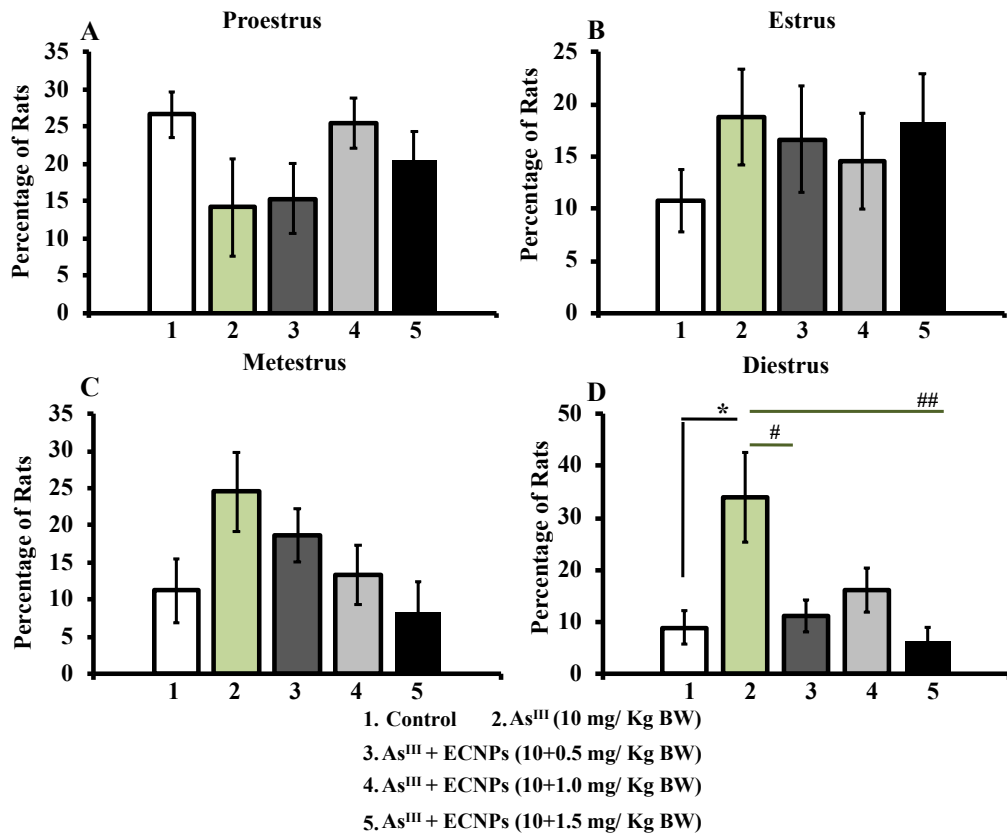 A
Proestrus
Percentage of Rats
35
30
25
20
15
10
5
0
1 2 3 4 5
B
Estrus
Percentage of Rats
25
20
15
10
5
0
1 2 3 4 5
C
Metestrus
Percentage of Rats
35
30
25
20
15
10
5
0
1 2 3 4 5
D
Diestrus
Percentage of Rats
50
40
30
20
10
0
*
#
##
1 2 3 4 5
1. Control 2. Asᴵᴵᴵ (10 mg/ Kg BW)
3. Asᴵᴵᴵ + ECNPs (10+0.5 mg/ Kg BW)
4. Asᴵᴵᴵ + ECNPs (10+1.0 mg/ Kg BW)
5. Asᴵᴵᴵ + ECNPs (10+1.5 mg/ Kg BW)